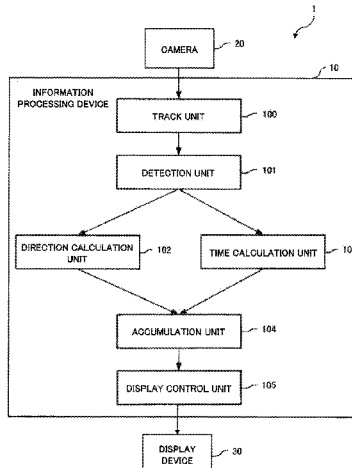 1
CAMERA
20
10
INFORMATION
PROCESSING DEVICE
TRACK UNIT
100
DETECTION UNIT
101
DIRECTION CALCULATION
UNIT
102
TIME CALCULATION UNIT
10
ACCUMULATION UNIT
104
DISPLAY CONTROL UNIT
105
DISPLAY
DEVICE
30